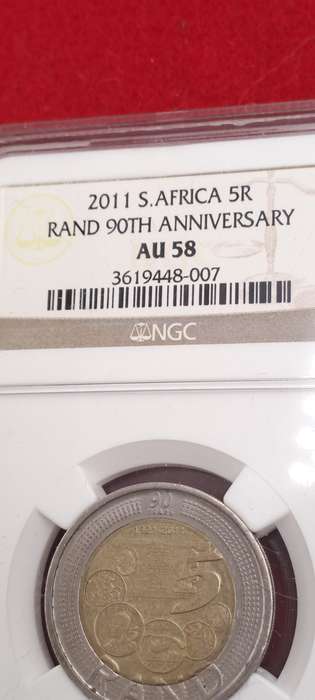 2011 S.AFRICA 5R
RAND 90TH ANNIVERSARY
AU 58
3619448-007
NGC
90
RAND